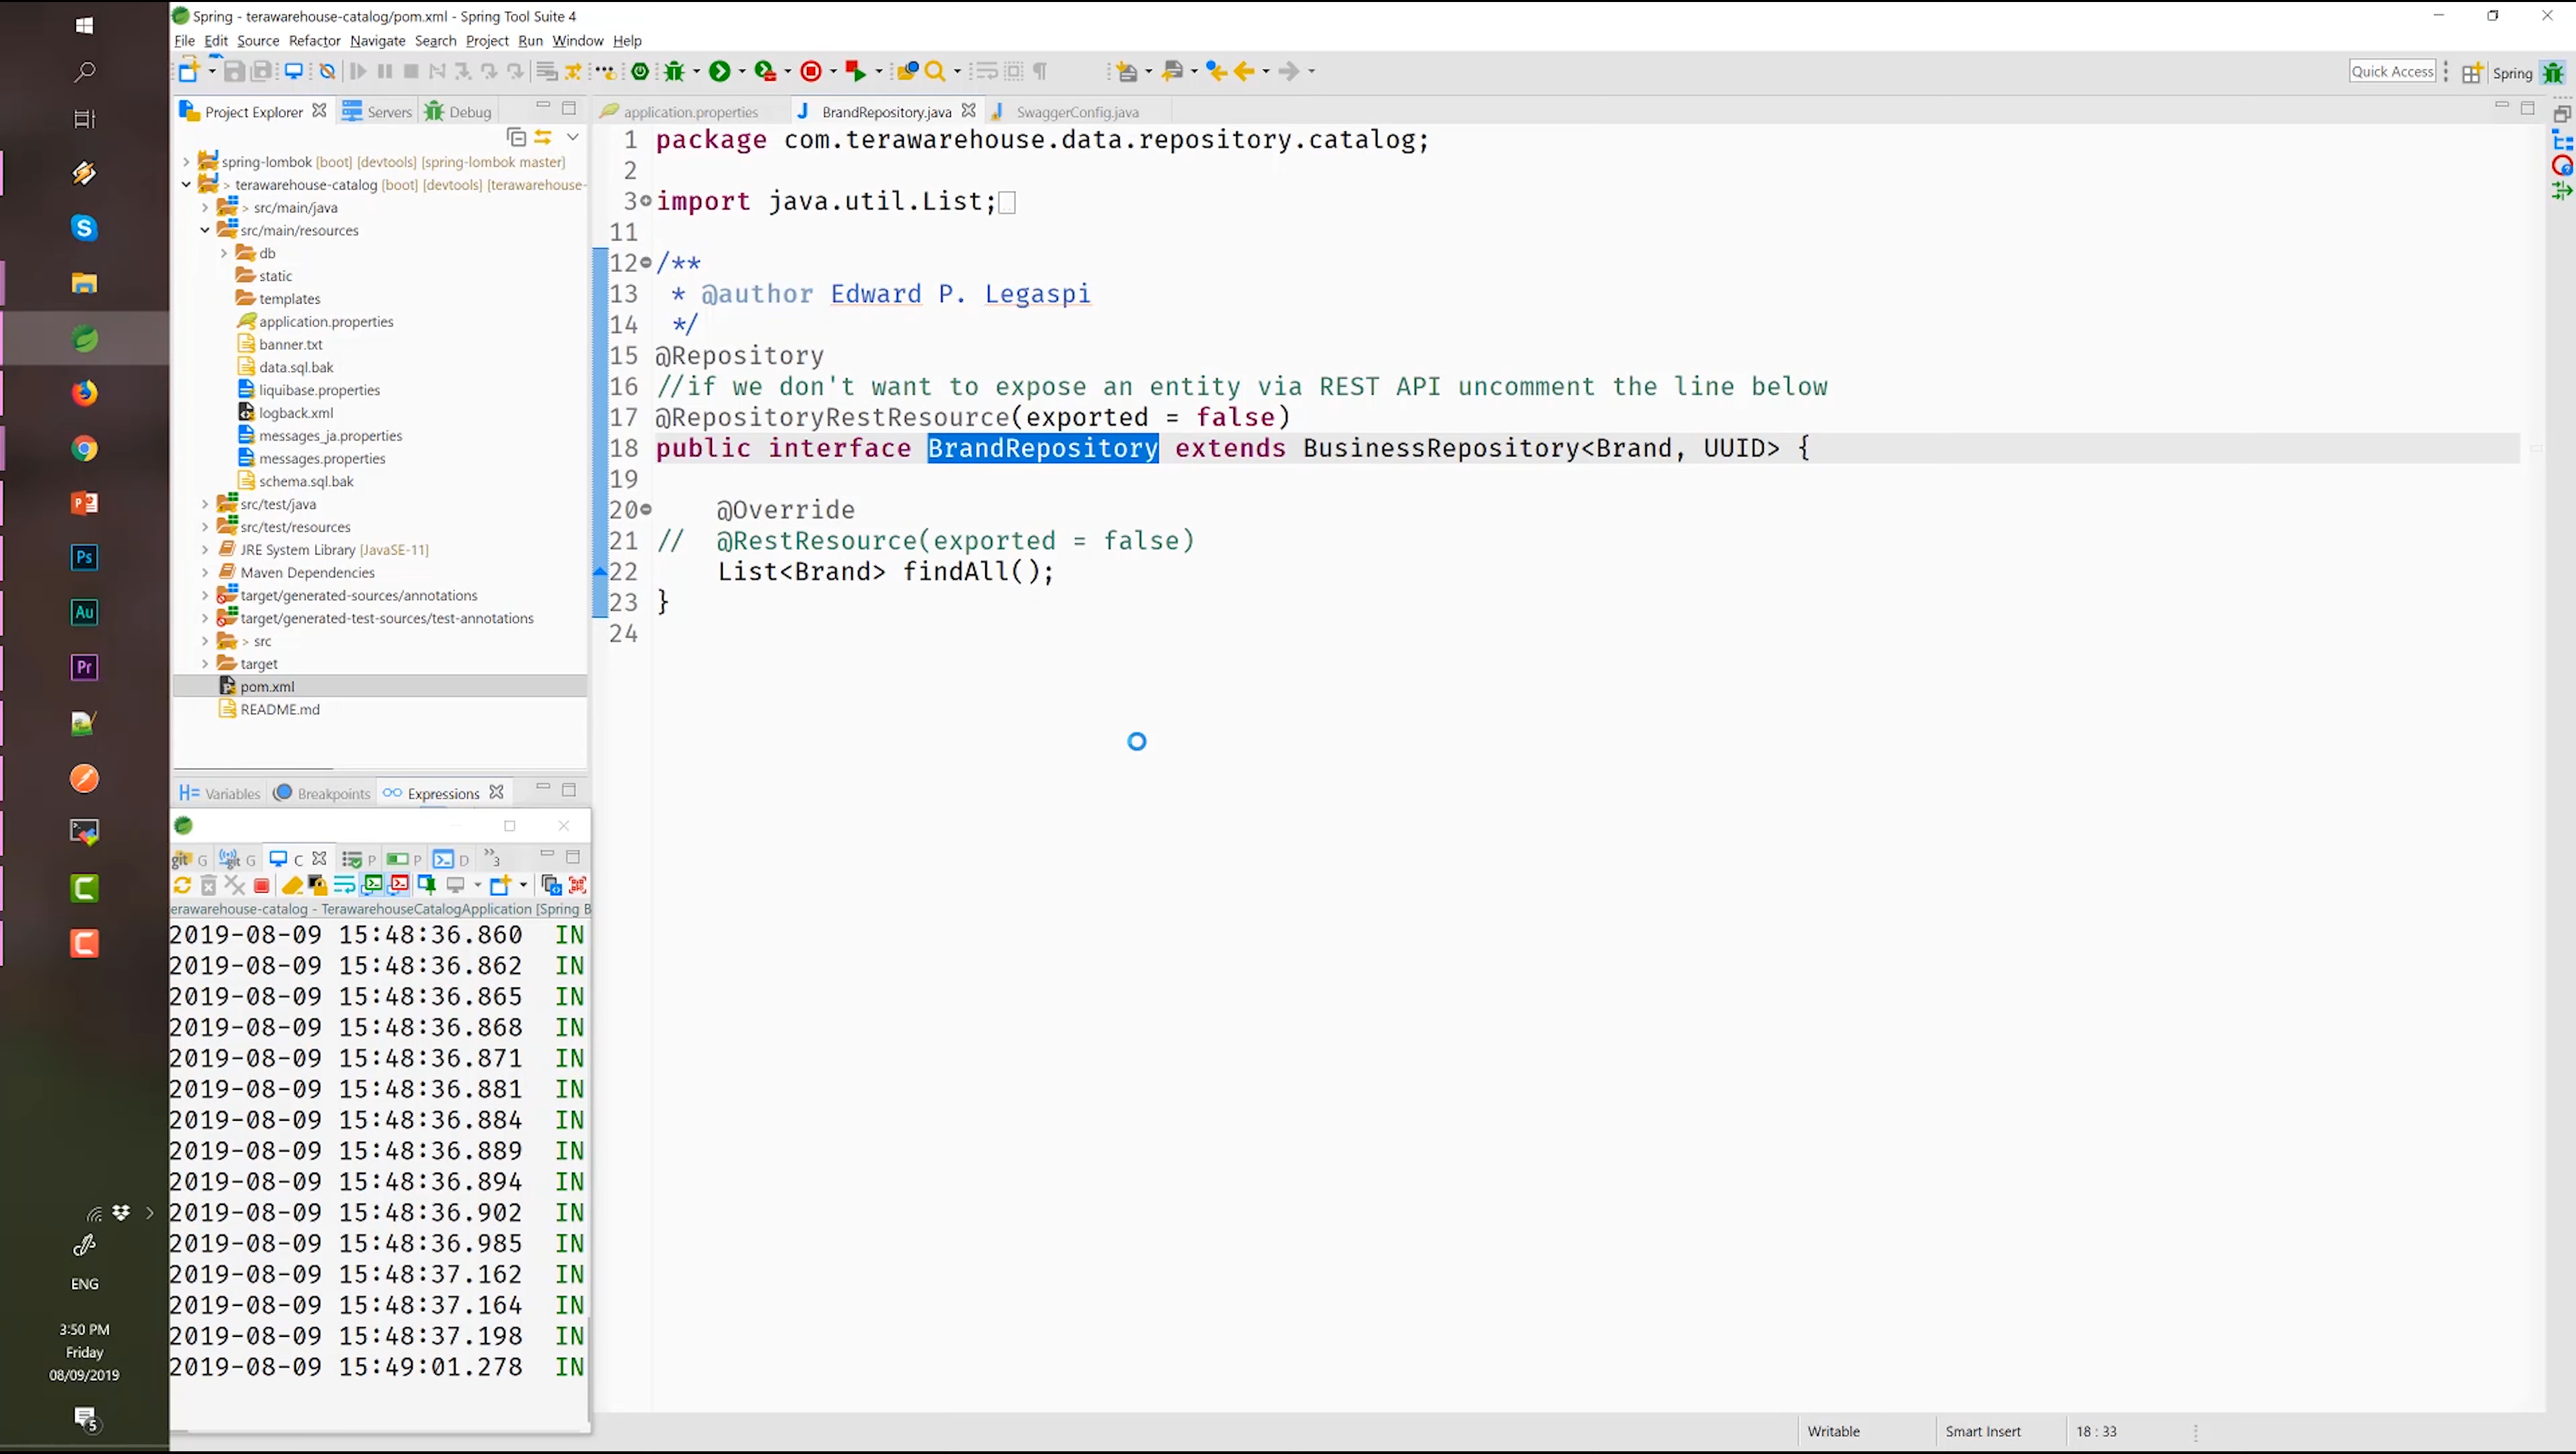 Spring - terawarehouse-catalog/pom.xml - Spring Tool Suite 4
File Edit Source Refactor Navigate Search Project Run Window Help
Quick Access
Spring
Project Explorer Servers Debug
application.properties BrandRepository.java SwaggerConfig.java
spring-lombok [boot] [devtools] [spring-lombok master]
> terawarehouse-catalog [boot] [devtools] [terawarehouse-
> src/main/java
src/main/resources
db
static
templates
application.properties
banner.txt
data.sql.bak
liquibase.properties
logback.xml
messages_ja.properties
messages.properties
schema.sql.bak
src/test/java
src/test/resources
JRE System Library [JavaSE-11]
Maven Dependencies
target/generated-sources/annotations
target/generated-test-sources/test-annotations
> src
target
pom.xml
README.md
1 package com.terawarehouse.data.repository.catalog;
2
3 import java.util.List;
11
12 /**
13 * @author Edward P. Legaspi
14 */
15 @Repository
16 //if we don't want to expose an entity via REST API uncomment the line below
17 @RepositoryRestResource(exported = false)
18 public interface BrandRepository extends BusinessRepository<Brand, UUID> {
19
20 @Override
21 // @RestResource(exported = false)
22 List<Brand> findAll();
23 }
24
Variables Breakpoints Expressions
git G git G C P P D 3
erawarehouse-catalog - TerawarehouseCatalogApplication [Spring B
2019-08-09 15:48:36.860 IN
2019-08-09 15:48:36.862 IN
2019-08-09 15:48:36.865 IN
2019-08-09 15:48:36.868 IN
2019-08-09 15:48:36.871 IN
2019-08-09 15:48:36.881 IN
2019-08-09 15:48:36.884 IN
2019-08-09 15:48:36.889 IN
2019-08-09 15:48:36.894 IN
2019-08-09 15:48:36.902 IN
2019-08-09 15:48:36.985 IN
2019-08-09 15:48:37.162 IN
2019-08-09 15:48:37.164 IN
2019-08-09 15:48:37.198 IN
2019-08-09 15:49:01.278 IN
Ps
Au
Pr
ENG
3:50 PM
Friday
08/09/2019
5
Writable Smart Insert 18 : 33